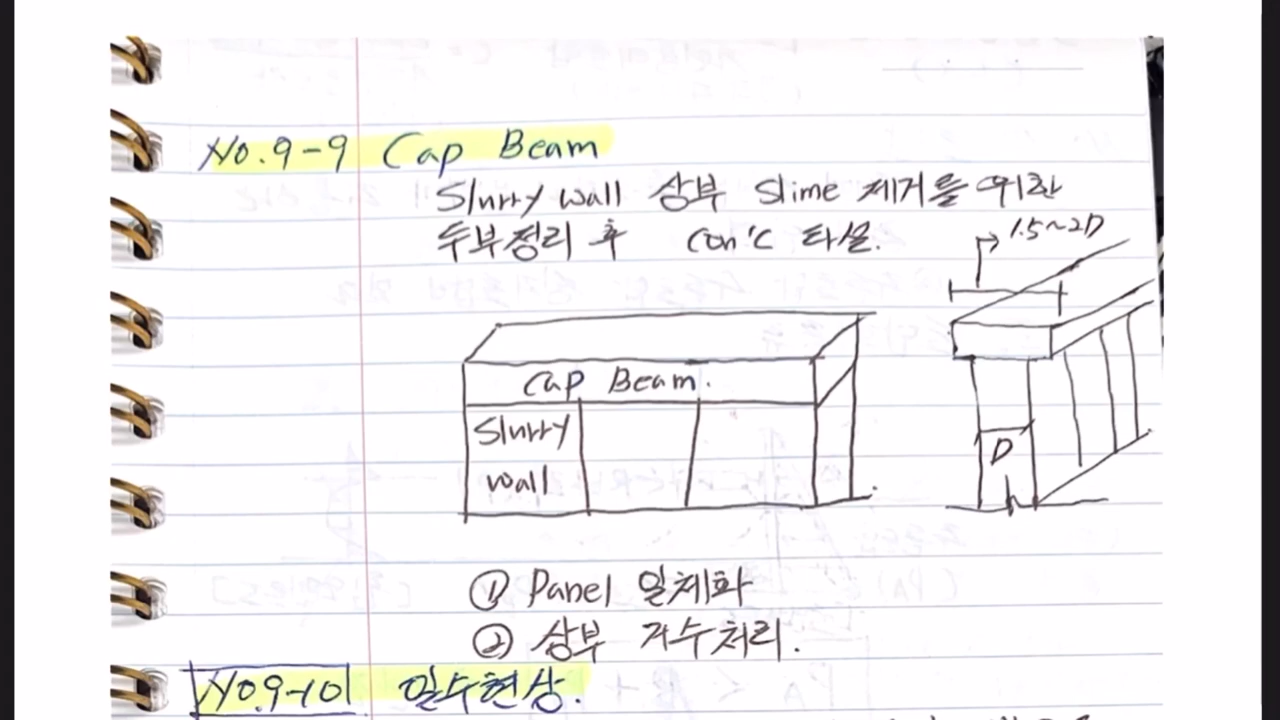 No.9-9 Cap Beam
Slurry Wall 상부 Slime 제거를 위한
두부정리 후 Con'c 타설.
1.5~2D
Cap Beam.
Slurry
Wall
D
① Panel 일체화
② 상부 지수처리.
No.9-10 일수현상.